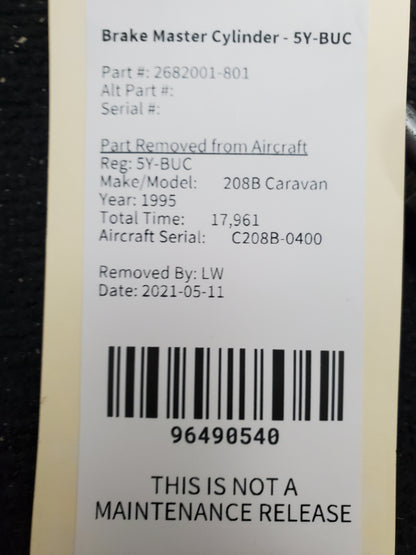 Brake Master Cylinder - 5Y-BUC
Part #: 2682001-801
Alt Part #:
Serial #:
Part Removed from Aircraft
Reg: 5Y-BUC
Make/Model: 208B Caravan
Year: 1995
Total Time: 17,961
Aircraft Serial: C208B-0400
Removed By: LW
Date: 2021-05-11
96490540
THIS IS NOT A
MAINTENANCE RELEASE